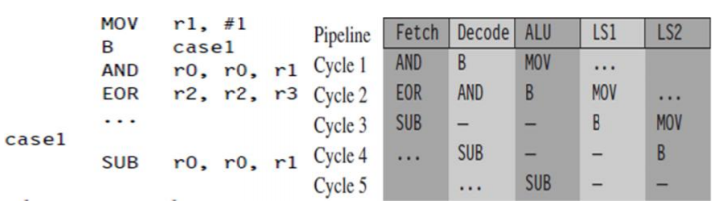 MOV r1, #1
B case1
AND r0, r0, r1
EOR r2, r2, r3
...
case1
SUB r0, r0, r1
Pipeline Fetch Decode ALU LS1 LS2
Cycle 1 AND B MOV ...
Cycle 2 EOR AND B MOV ...
Cycle 3 SUB – – B MOV
Cycle 4 ... SUB – – B
Cycle 5 ... SUB – –